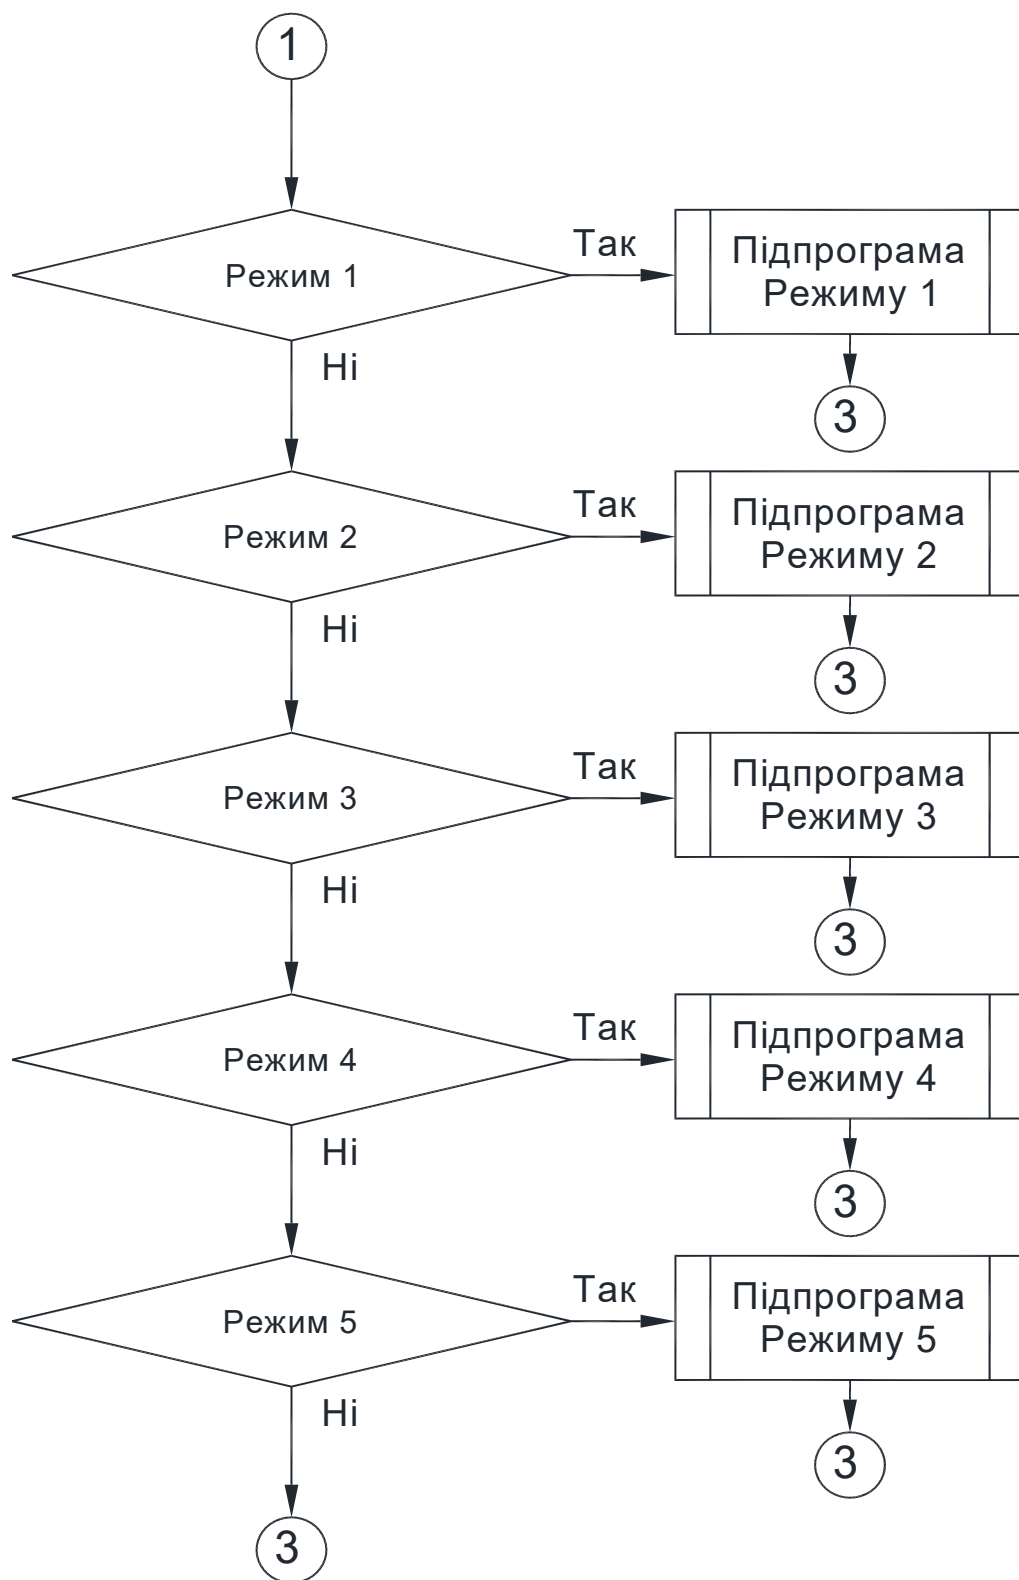 1
Режим 1
Так
Підпрограма
Режиму 1
Ні
3
Режим 2
Так
Підпрограма
Режиму 2
Ні
3
Режим 3
Так
Підпрограма
Режиму 3
Ні
3
Режим 4
Так
Підпрограма
Режиму 4
Ні
3
Режим 5
Так
Підпрограма
Режиму 5
Ні
3
3